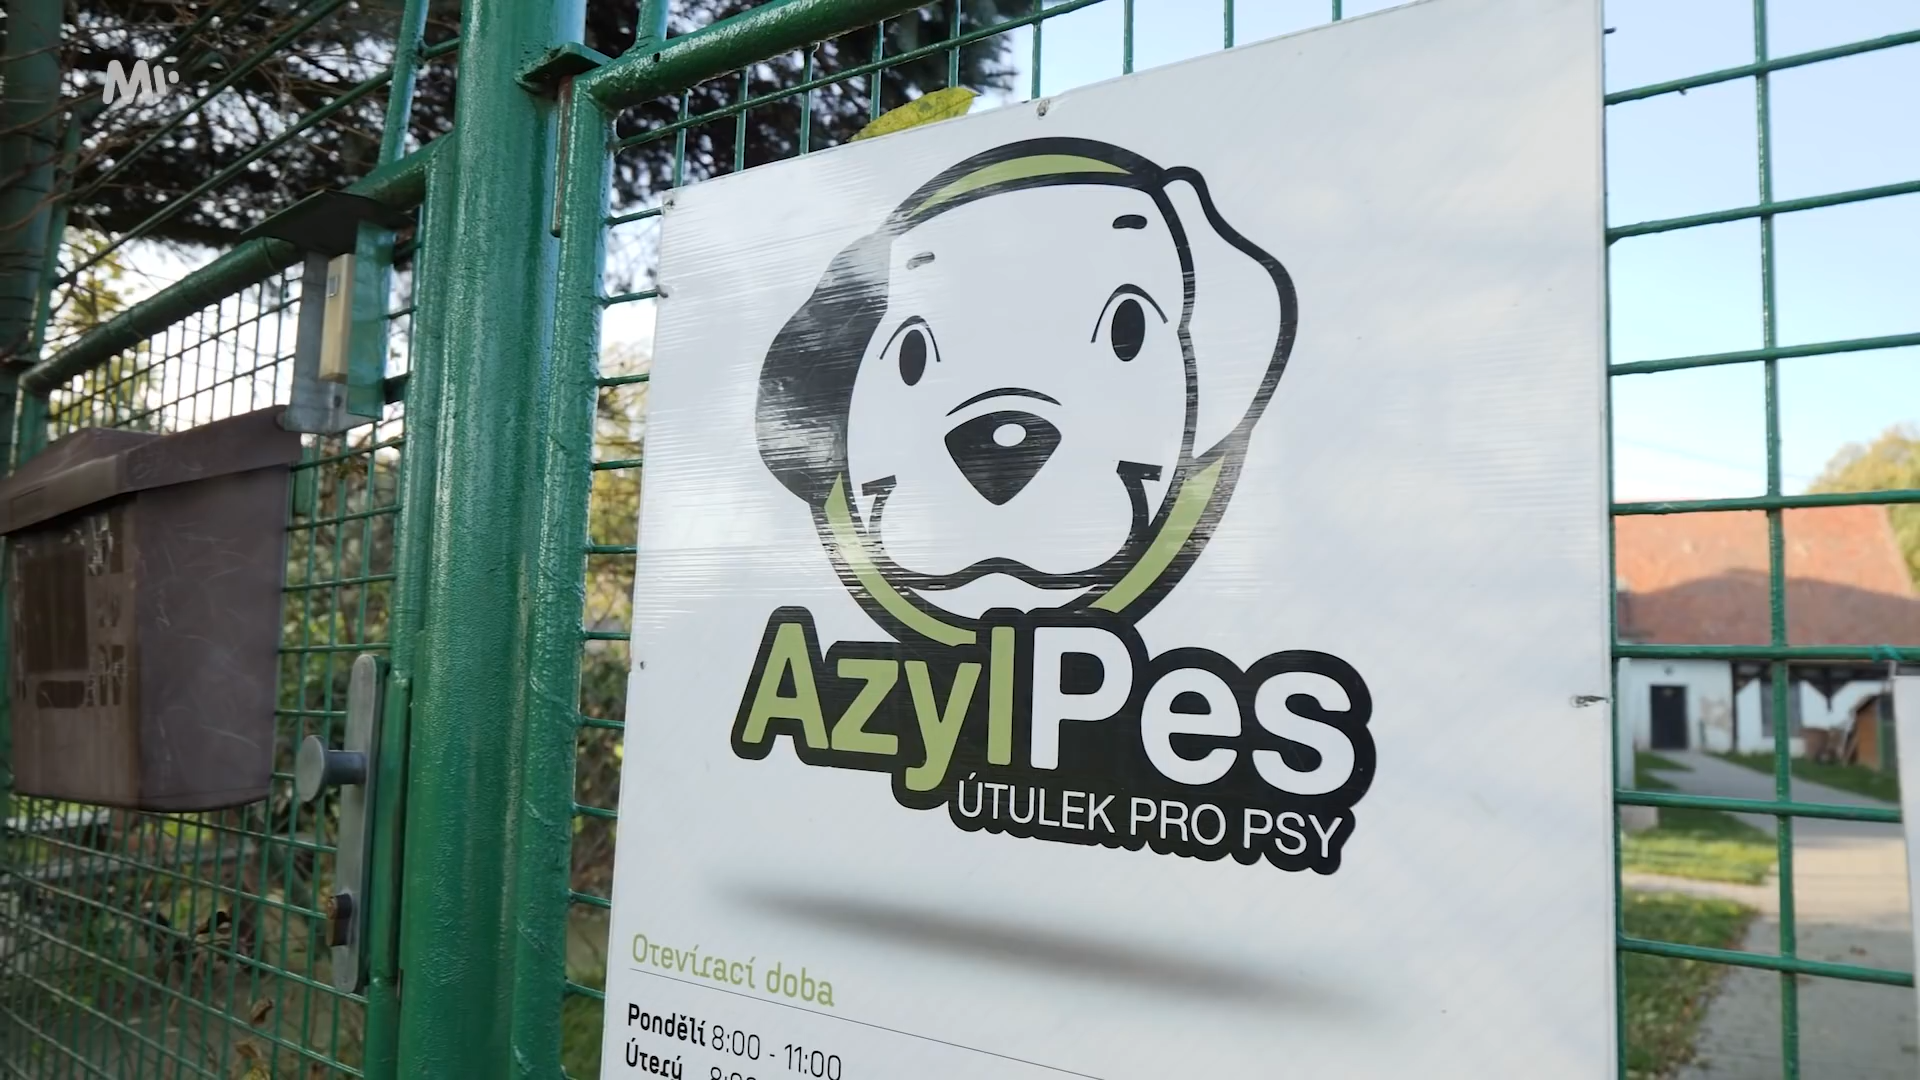 Mi
AzylPes
ÚTULEK PRO PSY
Otevírací doba
Pondělí 8:00 - 11:00
Úterý